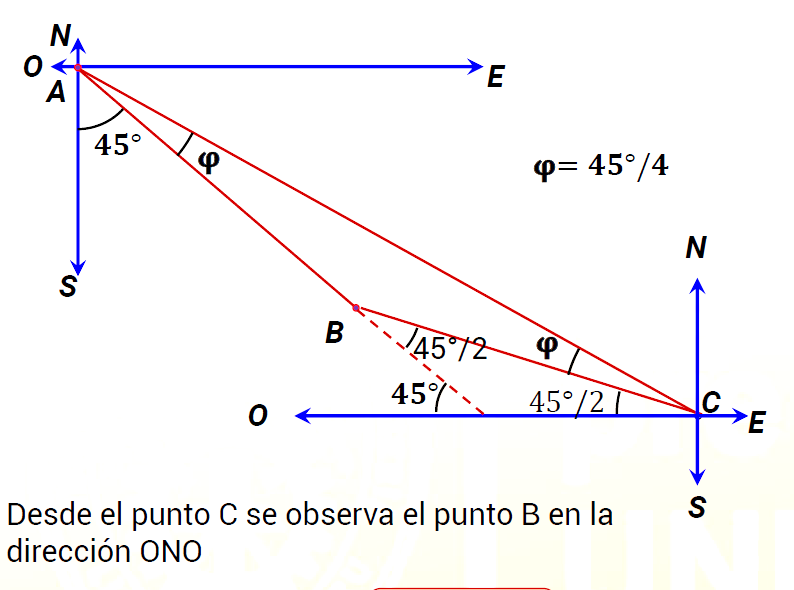 N
O
E
A
45°
φ
φ= 45°/4
N
S
B
45°/2
φ
45°
45°/2
C
O
E
S
Desde el punto C se observa el punto B en la
dirección ONO